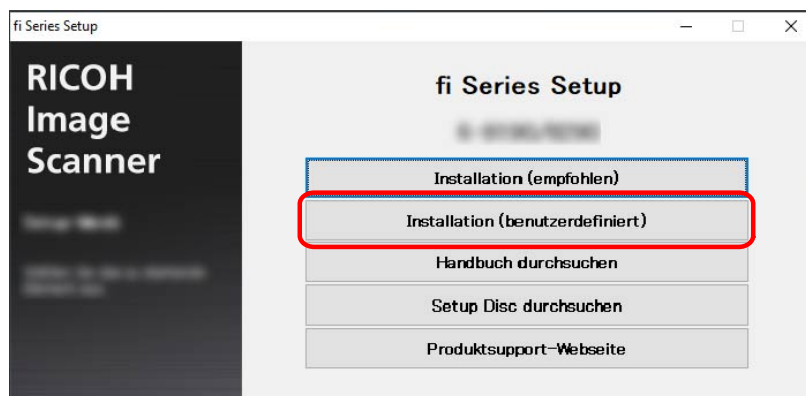 fi Series Setup
RICOH
Image
Scanner
fi Series Setup
Installation (empfohlen)
Installation (benutzerdefiniert)
Handbuch durchsuchen
Setup Disc durchsuchen
Produktsupport-Webseite